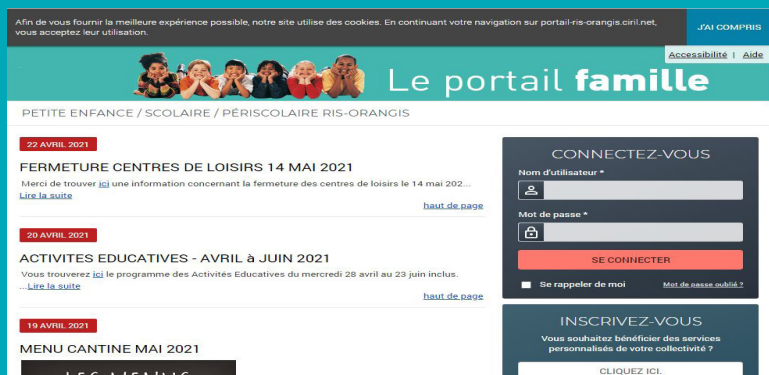 Afin de vous fournir la meilleure expérience possible, notre site utilise des cookies. En continuant votre navigation sur portail-ris-orangis.ciril.net,
vous acceptez leur utilisation.
J'AI COMPRIS
Accessibilité | Aide
Le portail famille
PETITE ENFANCE / SCOLAIRE / PÉRISCOLAIRE RIS-ORANGIS
22 AVRIL 2021
FERMETURE CENTRES DE LOISIRS 14 MAI 2021
Merci de trouver ici une information concernant la fermeture des centres de loisirs le 14 mai 202...
Lire la suite
haut de page
20 AVRIL 2021
ACTIVITES EDUCATIVES - AVRIL à JUIN 2021
Vous trouverez ici le programme des Activités Educatives du mercredi 28 avril au 23 juin inclus.
...Lire la suite
haut de page
19 AVRIL 2021
MENU CANTINE MAI 2021
CONNECTEZ-VOUS
Nom d'utilisateur *
Mot de passe *
SE CONNECTER
Se rappeler de moi
Mot de passe oublié ?
INSCRIVEZ-VOUS
Vous souhaitez bénéficier des services
personnalisés de votre collectivité ?
CLIQUEZ ICI.